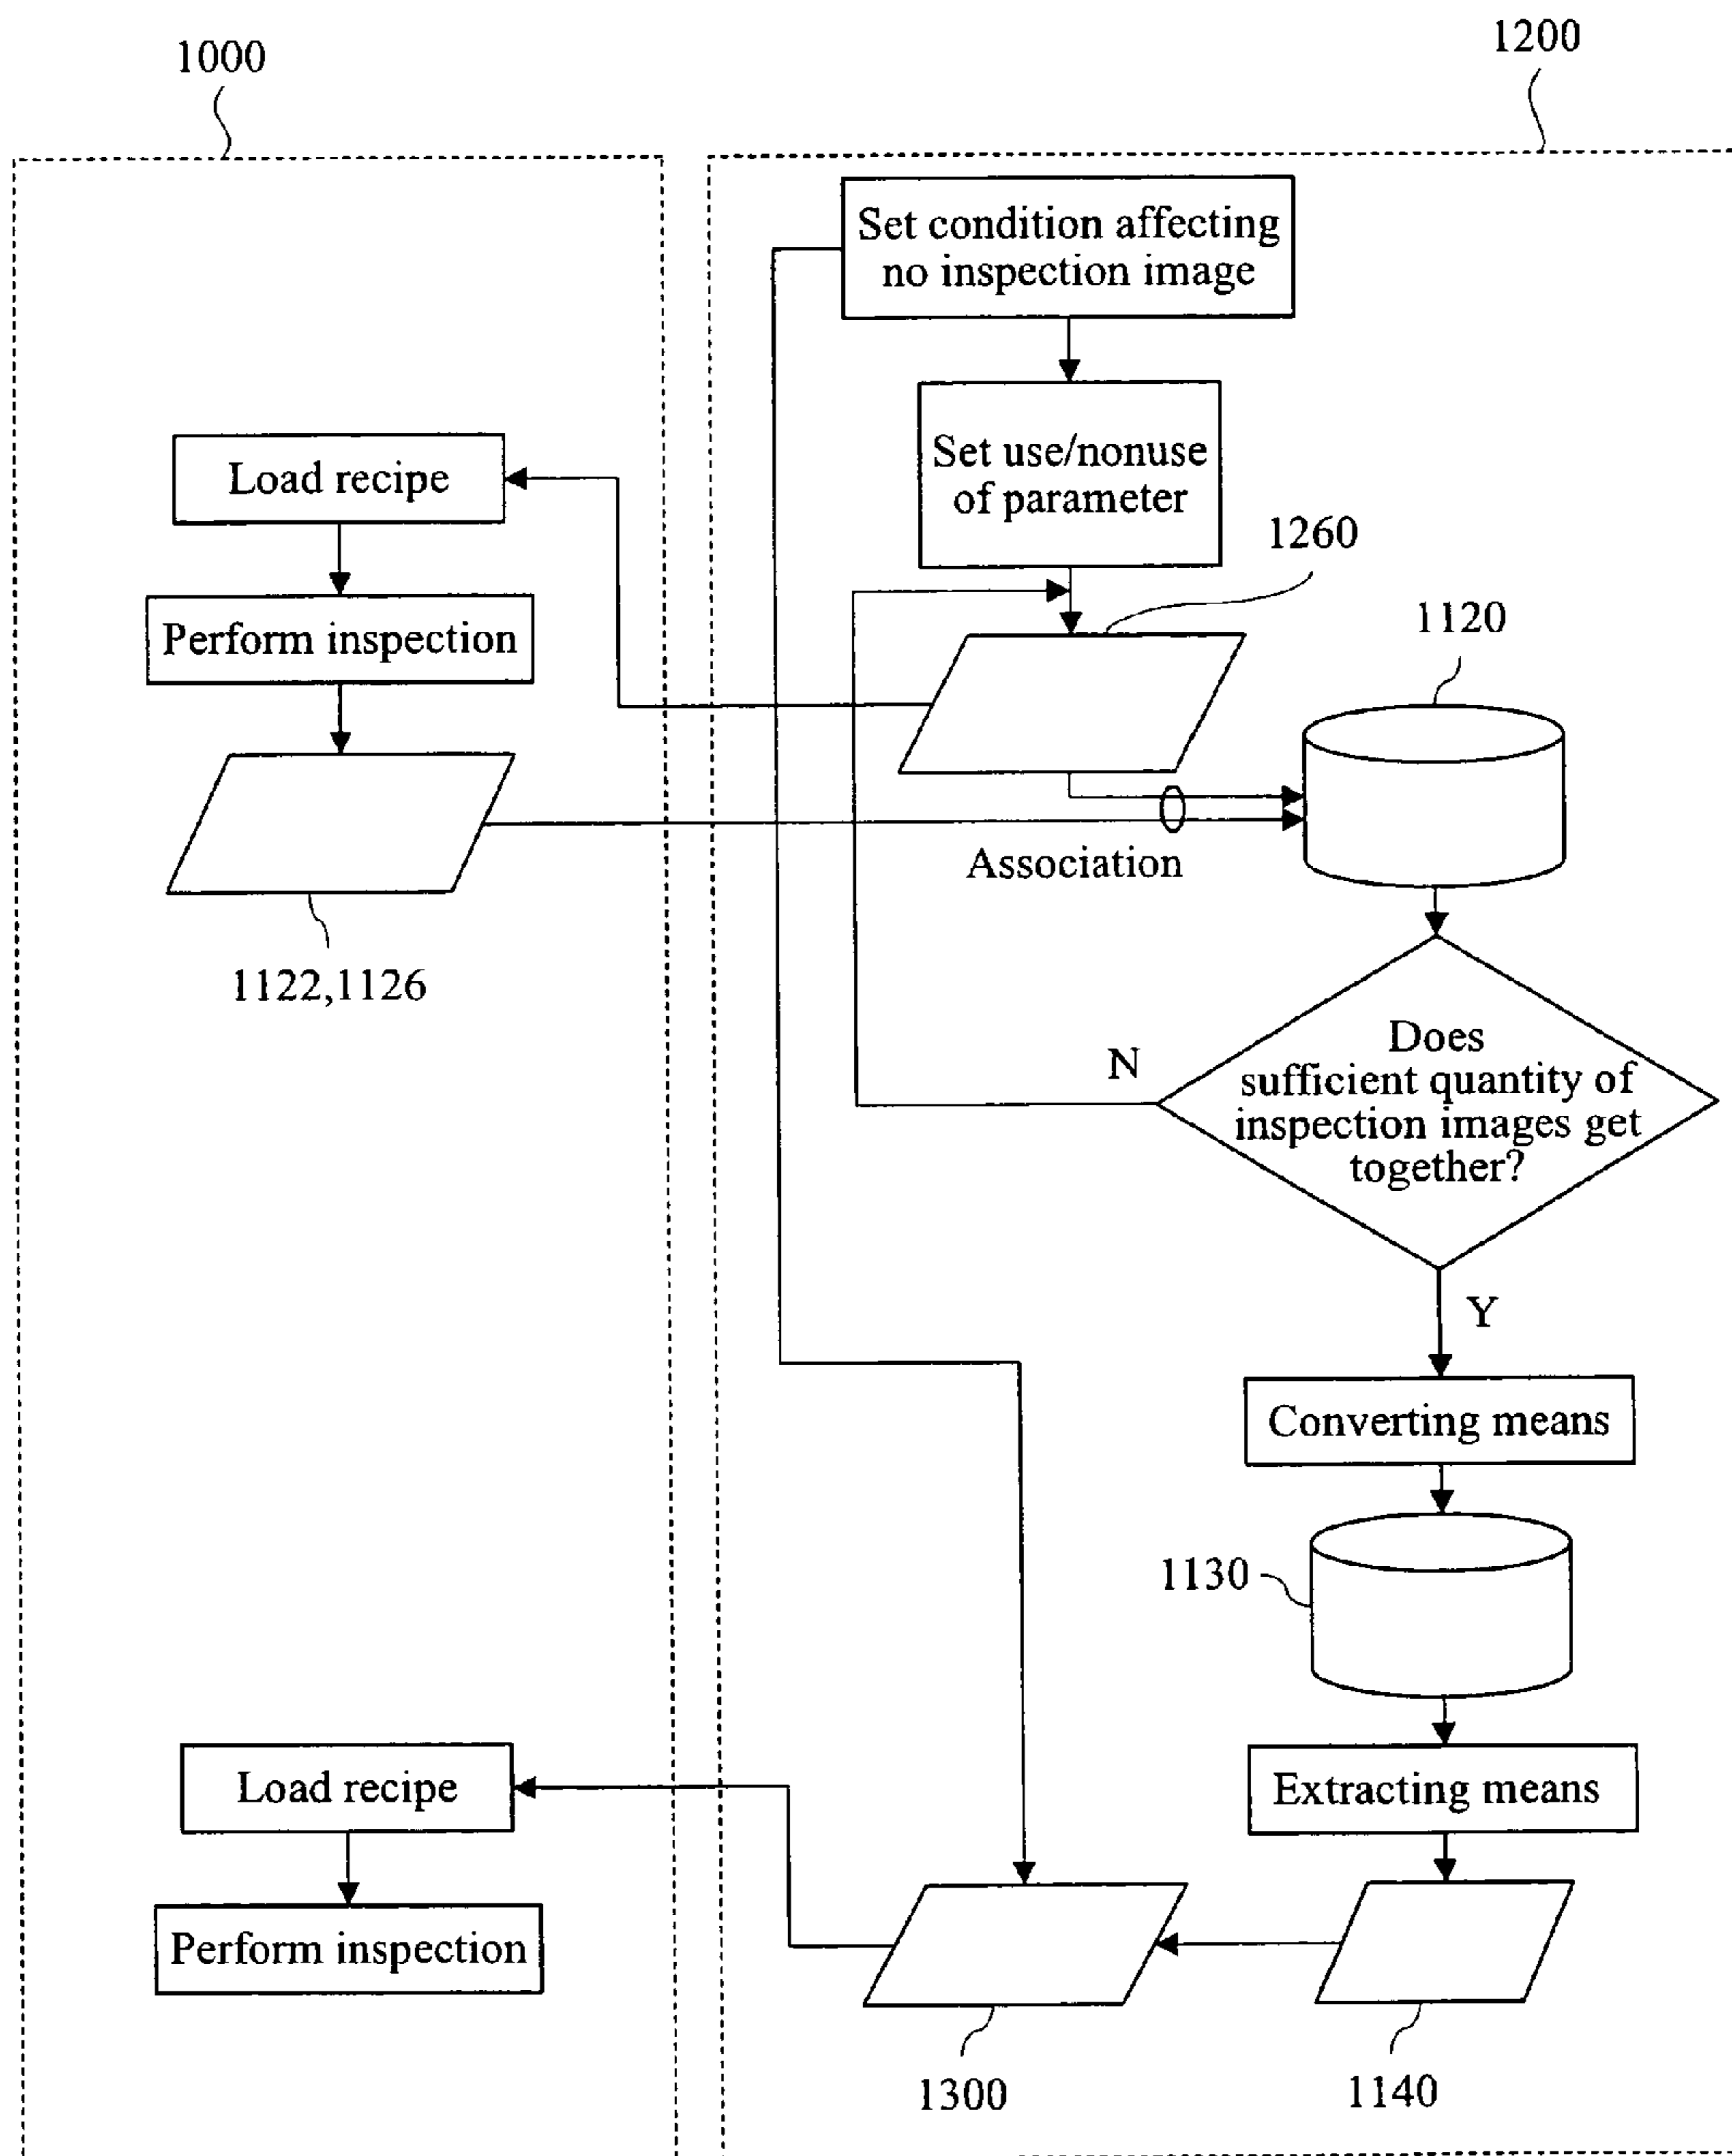 1000
1200
Set condition affecting
no inspection image
Set use/nonuse
of parameter
Load recipe
1260
Perform inspection
1120
Association
1122,1126
Does
sufficient quantity of
inspection images get
together?
N
Y
Converting means
1130
Load recipe
Extracting means
Perform inspection
1300
1140